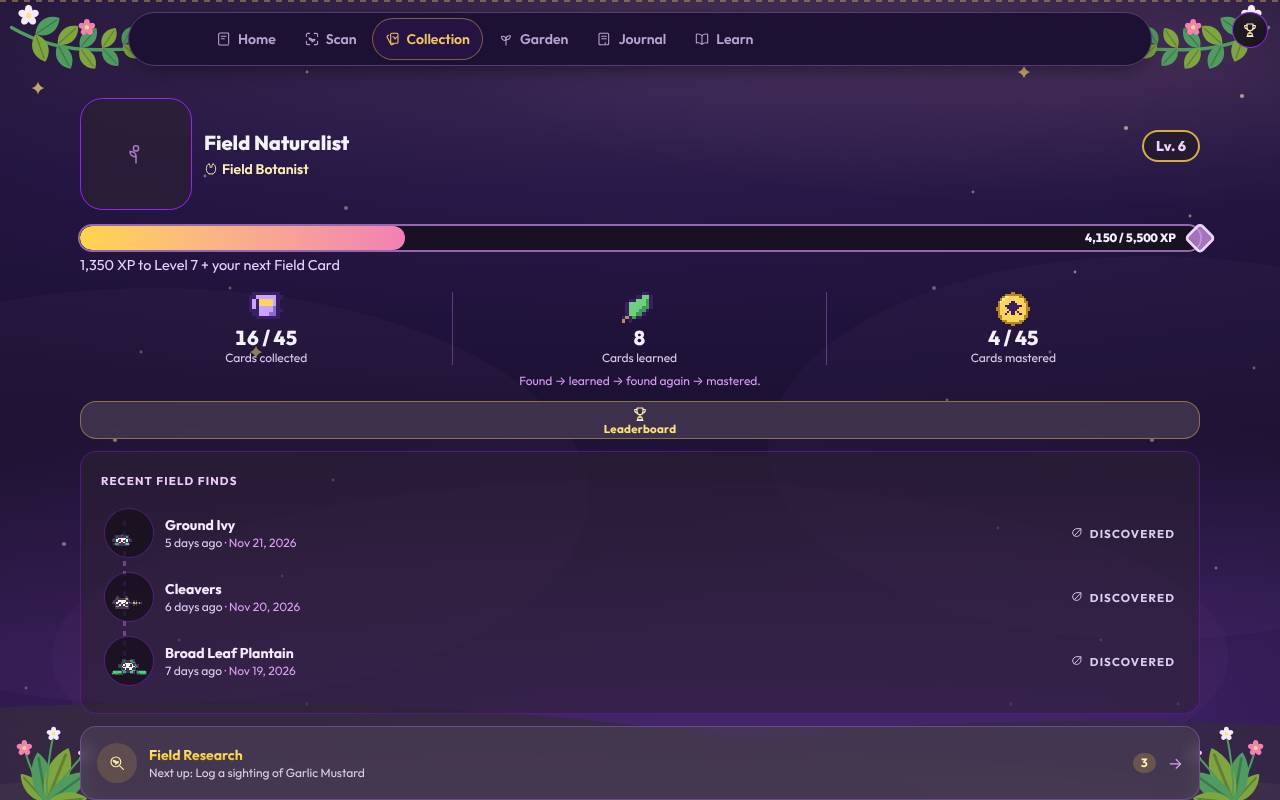 Home Scan Collection Garden Journal Learn
Field Naturalist
Field Botanist
Lv. 6
4,150 / 5,500 XP
1,350 XP to Level 7 + your next Field Card
16 / 45
Cards collected
8
Cards learned
4 / 45
Cards mastered
Found → learned → found again → mastered.
Leaderboard
RECENT FIELD FINDS
Ground Ivy
5 days ago · Nov 21, 2026
DISCOVERED
Cleavers
6 days ago · Nov 20, 2026
DISCOVERED
Broad Leaf Plantain
7 days ago · Nov 19, 2026
DISCOVERED
Field Research
Next up: Log a sighting of Garlic Mustard
3